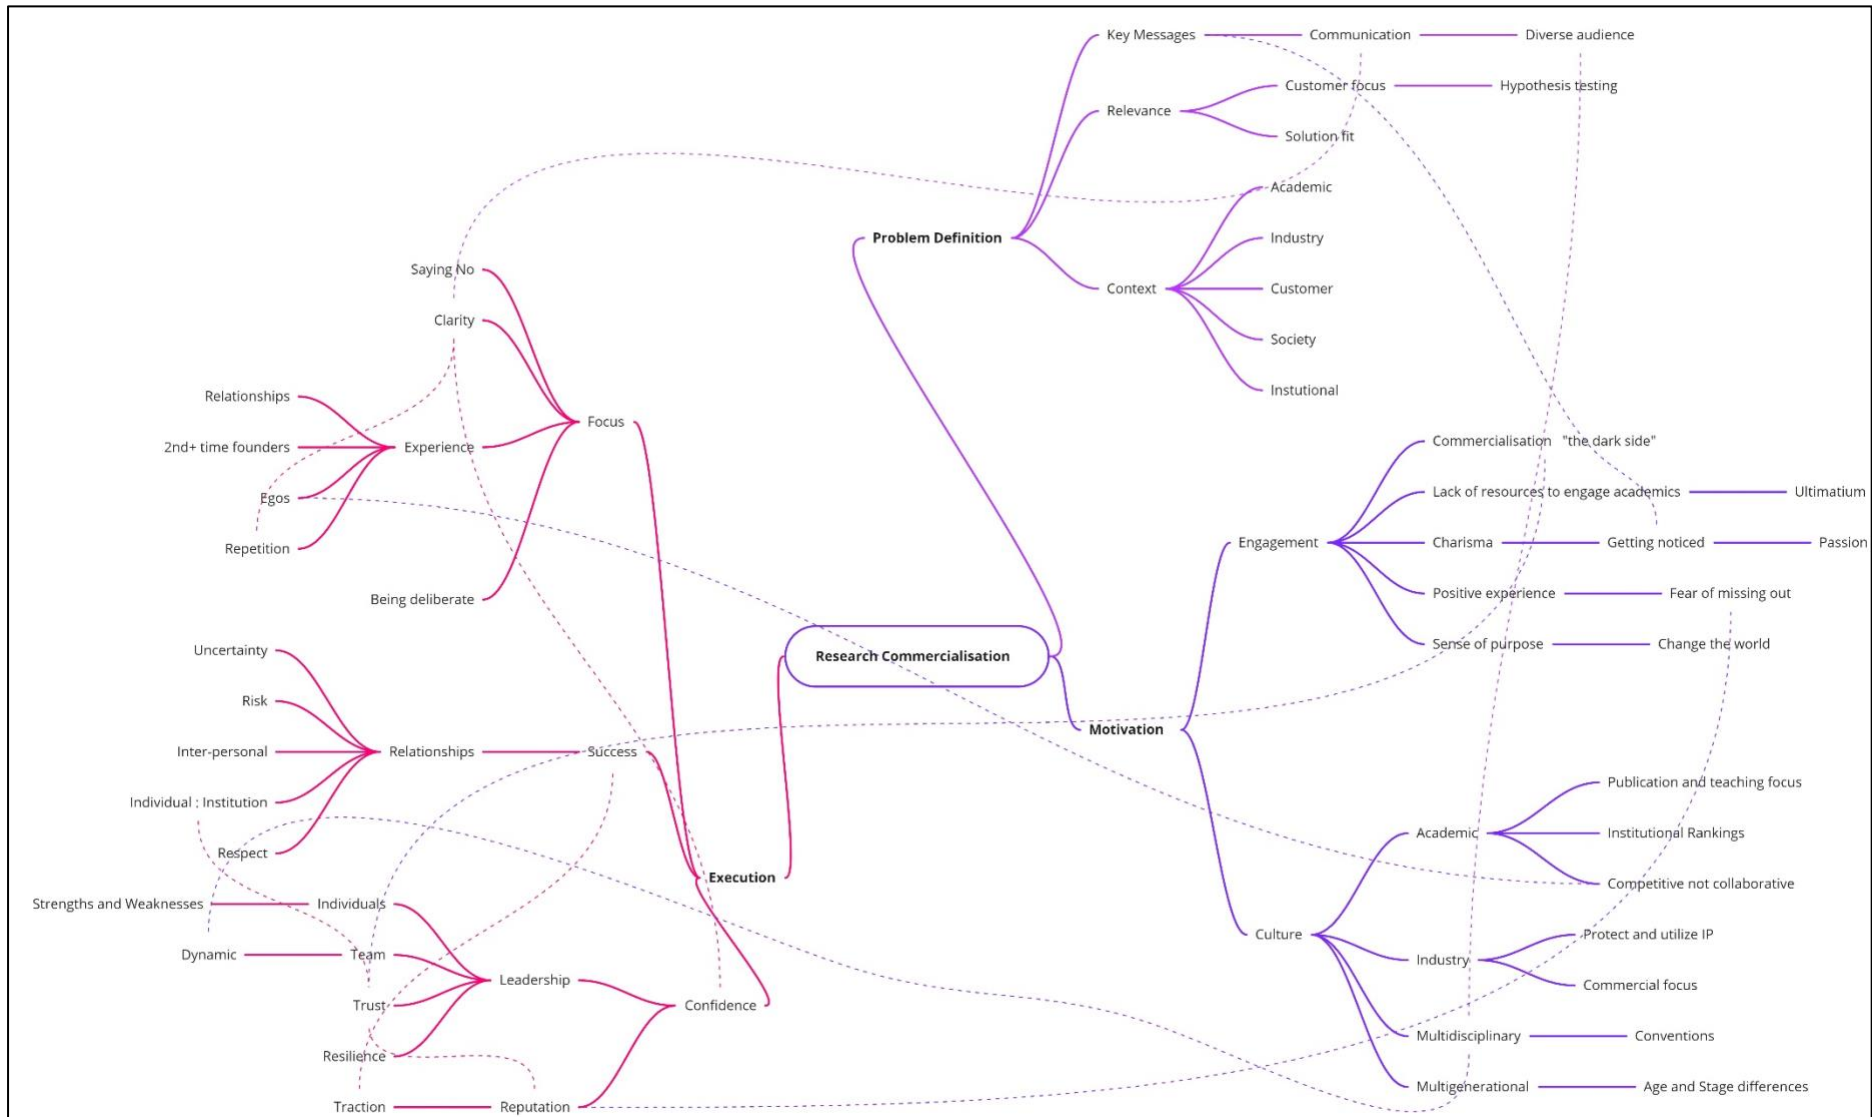 Key Messages
Communication
Diverse audience
Relevance
Customer focus
Hypothesis testing
Solution fit
Problem Definition
Context
Academic
Industry
Customer
Society
Instutional
Saying No
Clarity
Relationships
2nd+ time founders
Experience
Focus
Egos
Repetition
Being deliberate
Research Commercialisation
Motivation
Engagement
Commercialisation "the dark side"
Lack of resources to engage academics
Ultimatium
Charisma
Getting noticed
Passion
Positive experience
Fear of missing out
Sense of purpose
Change the world
Uncertainty
Risk
Inter-personal
Relationships
Success
Individual : Institution
Respect
Execution
Strengths and Weaknesses
Individuals
Dynamic
Team
Leadership
Trust
Confidence
Resilience
Traction
Reputation
Culture
Academic
Publication and teaching focus
Institutional Rankings
Competitive not collaborative
Industry
Protect and utilize IP
Commercial focus
Multidisciplinary
Conventions
Multigenerational
Age and Stage differences